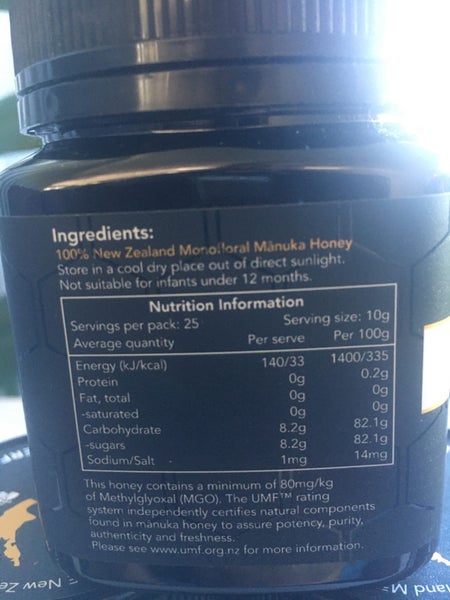 Ingredients:
100% New Zealand Monofloral Mānuka Honey
Store in a cool dry place out of direct sunlight.
Not suitable for infants under 12 months.
Nutrition Information
Servings per pack: 25 Serving size: 10g
Average quantity Per serve Per 100g
Energy (kJ/kcal) 140/33 1400/335
Protein 0g 0.2g
Fat, total 0g 0g
-saturated 0g 0g
Carbohydrate 8.2g 82.1g
-sugars 8.2g 82.1g
Sodium/Salt 1mg 14mg
This honey contains a minimum of 80mg/kg
of Methylglyoxal (MGO). The UMF™ rating
system independently certifies natural components
found in mānuka honey to assure potency, purity,
authenticity and freshness.
Please see www.umf.org.nz for more information.
New Ze
land M